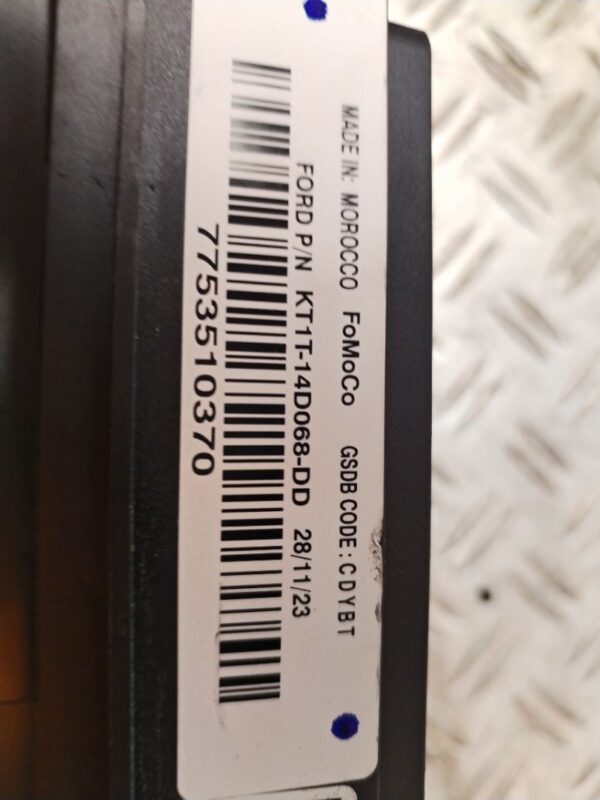 MADE IN: MOROCCO FoMoCo GSDB CODE: CDYBT
FORD P/N KT1T-14D068-DD 28/11/23
7753510370